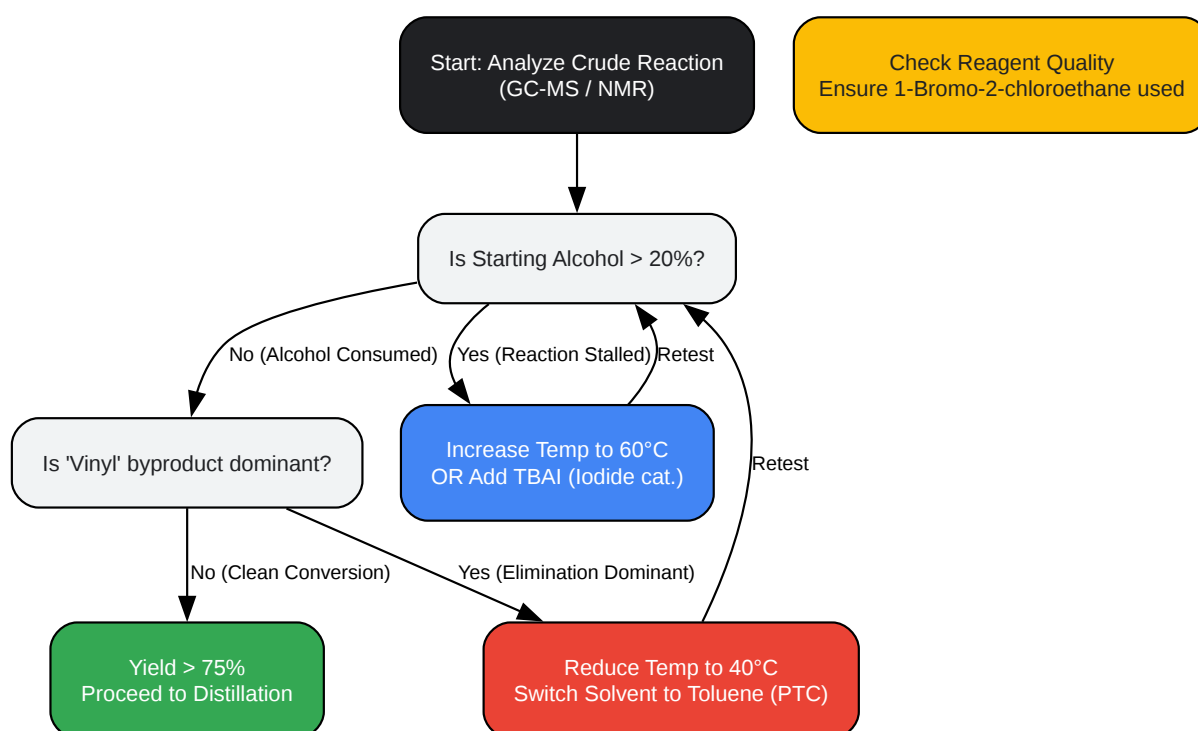 Start: Analyze Crude Reaction
(GC-MS / NMR)
Check Reagent Quality
Ensure 1-Bromo-2-chloroethane used
Is Starting Alcohol > 20%?
No (Alcohol Consumed)
Yes (Reaction Stalled)
Retest
Is 'Vinyl' byproduct dominant?
Increase Temp to 60°C
OR Add TBAI (Iodide cat.)
Retest
No (Clean Conversion)
Yes (Elimination Dominant)
Yield > 75%
Proceed to Distillation
Reduce Temp to 40°C
Switch Solvent to Toluene (PTC)